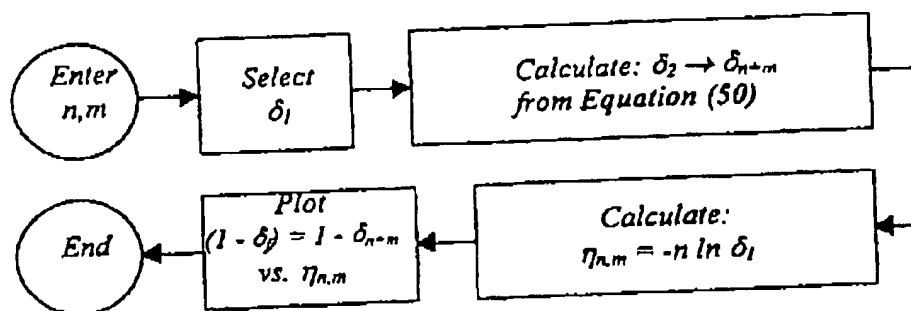 Enter
n,m
Select
δ₁
Calculate: δ₂ → δₙ₊ₘ
from Equation (50)
Plot
(1 - δ_f) = 1 - δₙ₊ₘ
vs. ηₙ,ₘ
Calculate:
ηₙ,ₘ = -n ln δ₁
End